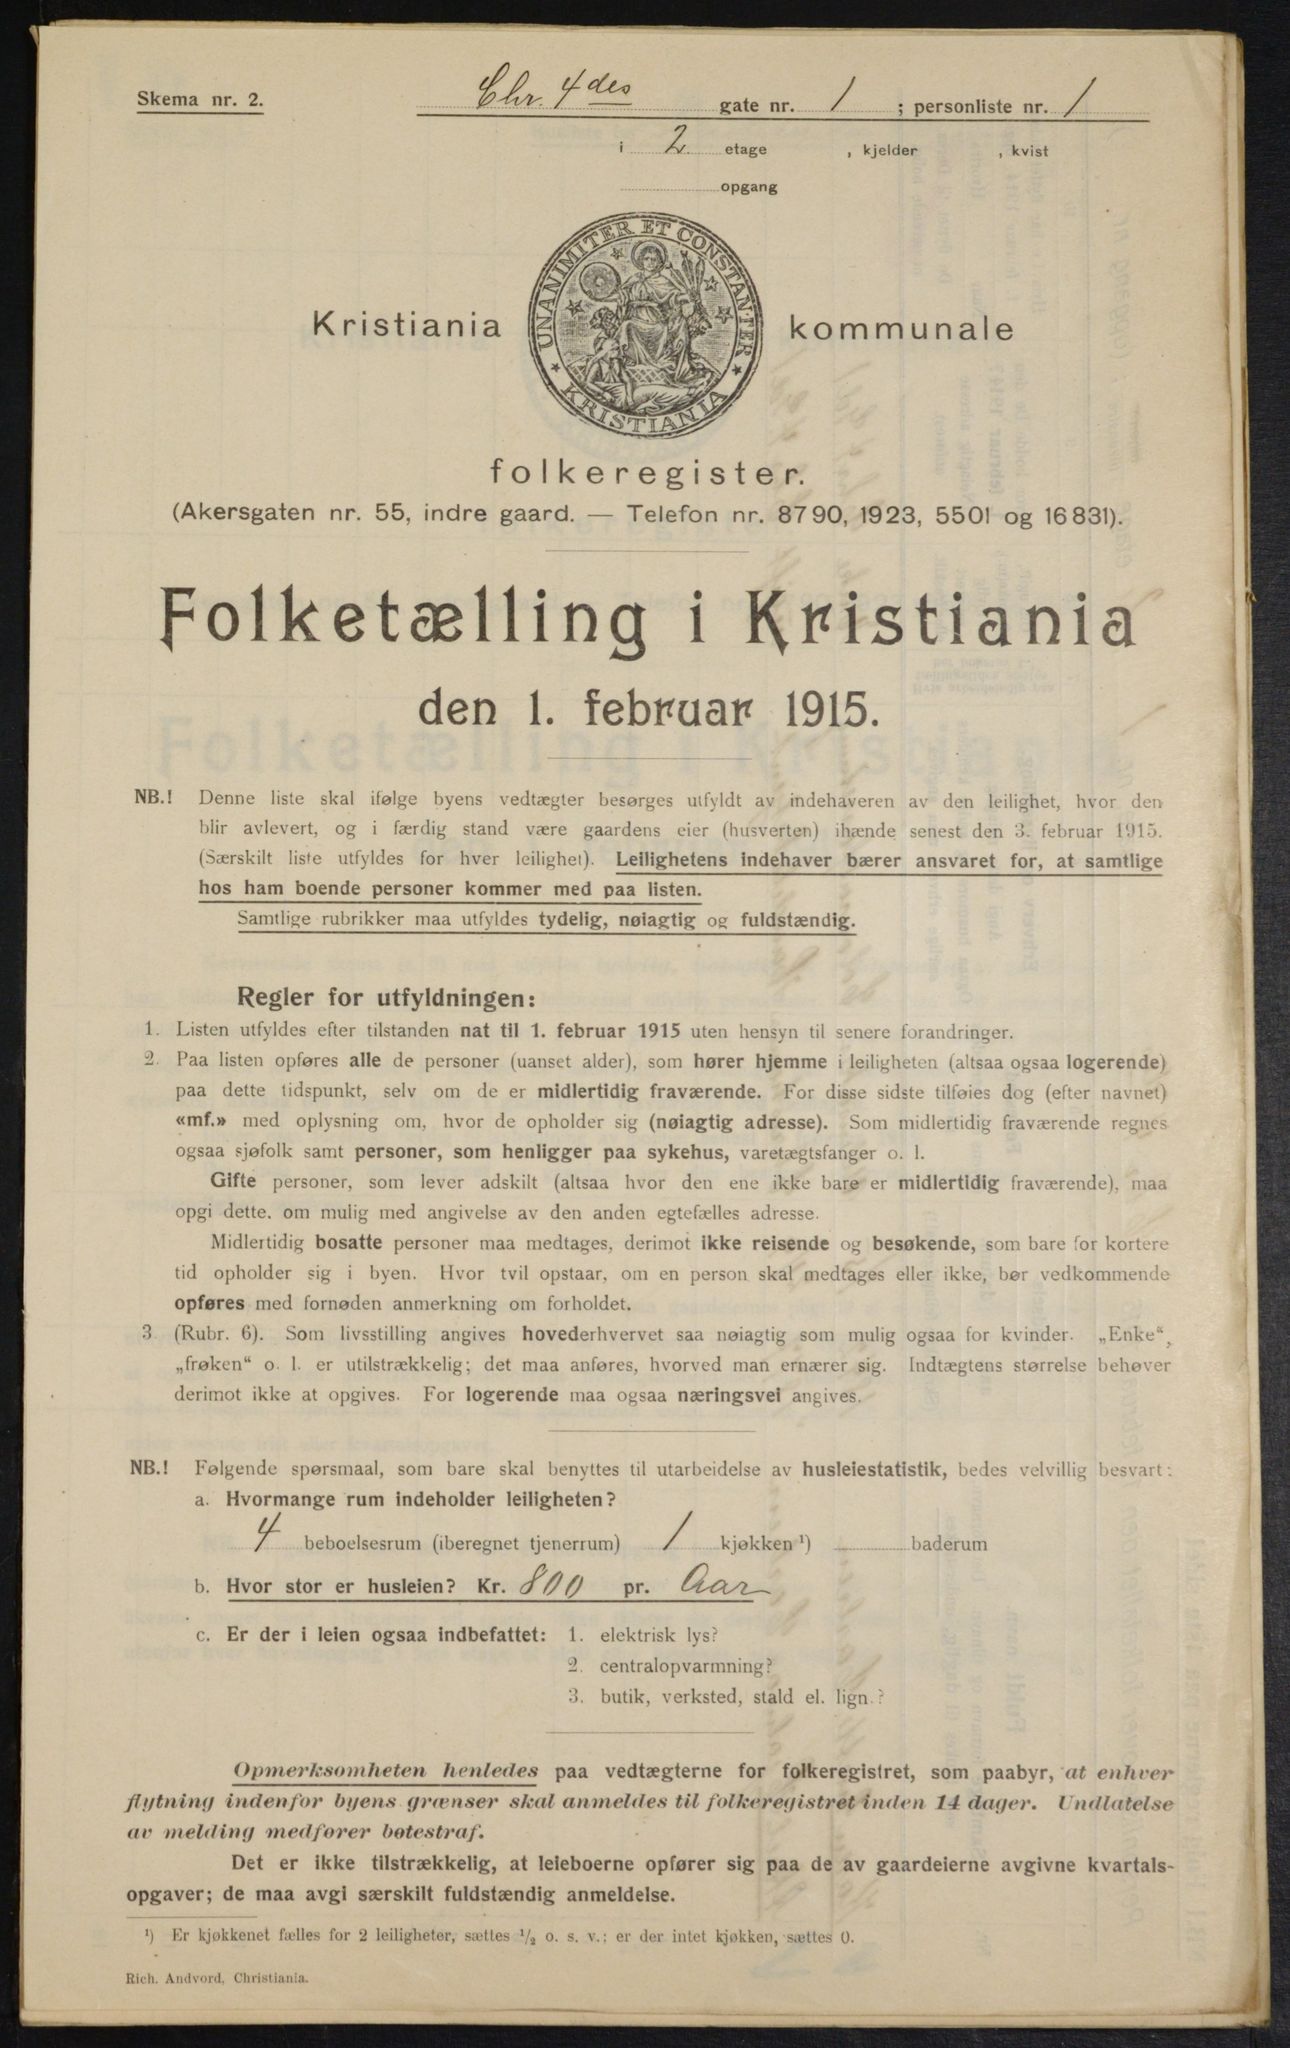 Skema nr. 2.
Chr. 4des gate nr. 1 ; personliste nr. 1
i 2 etage , kjelder , kvist
opgang
UNANIMITER ET CONSTANTER
KRISTIANIA
Kristiania kommunale
folkeregister.
(Akersgaten nr. 55, indre gaard. — Telefon nr. 8790, 1923, 5501 og 16831).
Folketælling i Kristiania
den 1. februar 1915.
NB.! Denne liste skal ifølge byens vedtægter besørges utfyldt av indehaveren av den leilighet, hvor den
blir avlevert, og i færdig stand være gaardens eier (husverten) ihænde senest den 3. februar 1915.
(Særskilt liste utfyldes for hver leilighet). Leilighetens indehaver bærer ansvaret for, at samtlige
hos ham boende personer kommer med paa listen.
Samtlige rubrikker maa utfyldes tydelig, nøiagtig og fuldstændig.
Regler for utfyldningen:
1. Listen utfyldes efter tilstanden nat til 1. februar 1915 uten hensyn til senere forandringer.
2. Paa listen opføres alle de personer (uanset alder), som hører hjemme i leiligheten (altsaa ogsaa logerende)
paa dette tidspunkt, selv om de er midlertidig fraværende. For disse sidste tilføies dog (efter navnet)
«mf.» med oplysning om, hvor de opholder sig (nøiagtig adresse). Som midlertidig fraværende regnes
ogsaa sjøfolk samt personer, som henligger paa sykehus, varetægtsfanger o. l.
Gifte personer, som lever adskilt (altsaa hvor den ene ikke bare er midlertidig fraværende), maa
opgi dette, om mulig med angivelse av den anden egtefælles adresse.
Midlertidig bosatte personer maa medtages, derimot ikke reisende og besøkende, som bare for kortere
tid opholder sig i byen. Hvor tvil opstaar, om en person skal medtages eller ikke, bør vedkommende
opføres med fornøden anmerkning om forholdet.
3. (Rubr. 6). Som livsstilling angives hovederhvervet saa nøiagtig som mulig ogsaa for kvinder. „Enke“,
„frøken“ o. l. er utilstrækkelig; det maa anføres, hvorved man ernærer sig. Indtægtens størrelse behøver
derimot ikke at opgives. For logerende maa ogsaa næringsvei angives.
NB.! Følgende spørsmaal, som bare skal benyttes til utarbeidelse av husleiestatistik, bedes velvillig besvart:
a. Hvormange rum indeholder leiligheten?
4 beboelsesrum (iberegnet tjenerrum) 1 kjøkken ¹) baderum
b. Hvor stor er husleien? Kr. 800 pr. Aar
c. Er der i leien ogsaa indbefattet: 1. elektrisk lys?
2. centralopvarmning?
3. butik, verksted, stald el. lign.?
Opmerksomheten henledes paa vedtægterne for folkeregistret, som paabyr, at enhver
flytning indenfor byens grænser skal anmeldes til folkeregistret inden 14 dager. Undlatelse
av melding medfører bøtestraf.
Det er ikke tilstrækkelig, at leieboerne opfører sig paa de av gaardeierne avgivne kvartals-
opgaver; de maa avgi særskilt fuldstændig anmeldelse.
¹) Er kjøkkenet fælles for 2 leiligheter, sættes ½ o. s. v.; er der intet kjøkken, sættes 0.
Rich. Andvord, Christiania.